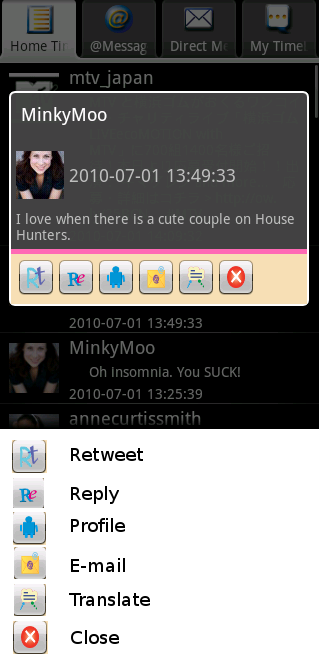 Home Tir
@Messag
Direct Me
My Timel
mtv_japan
MinkyMoo
2010-07-01 13:49:33
I love when there is a cute couple on House
Hunters.
Rt
Re
2010-07-01 13:49:33
MinkyMoo
Oh insomnia. You SUCK!
2010-07-01 13:25:39
annecurtissmith
Rt Retweet
Re Reply
Profile
E-mail
Translate
Close